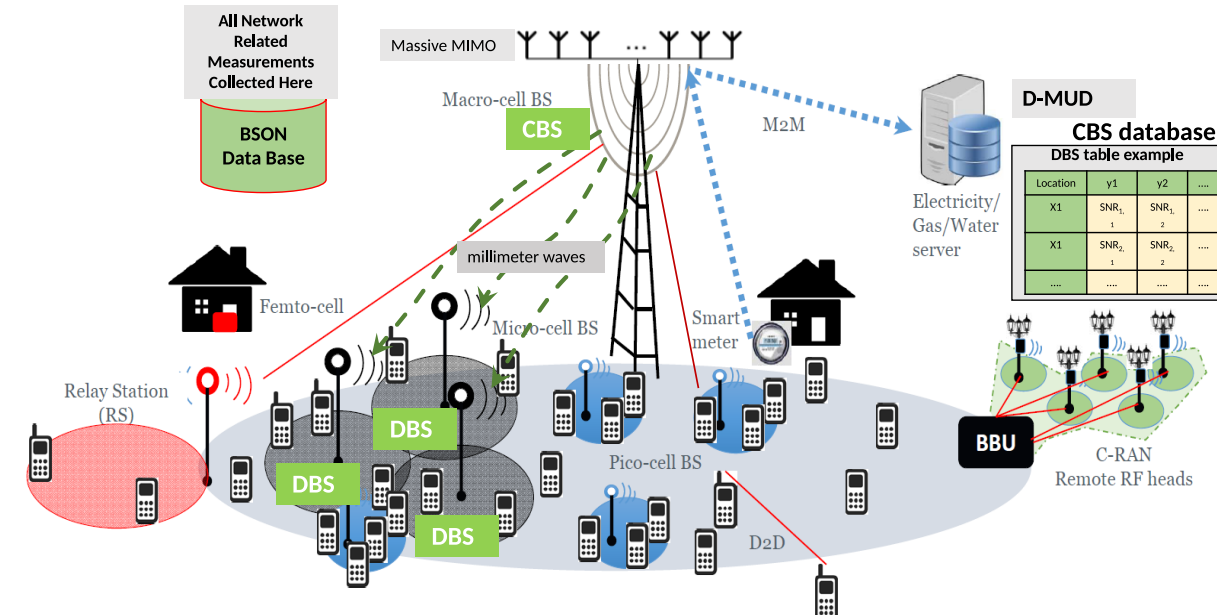 All Network
Related
Measurements
Collected Here
BSON
Data Base
Massive MIMO
...
Macro-cell BS
CBS
M2M
D-MUD
CBS database
DBS table example
Location y1 y2 ....
X1 SNR1,1 SNR1,2 ....
X1 SNR2,1 SNR2,2 ....
.... .... .... ....
Electricity/
Gas/Water
server
millimeter waves
Femto-cell
Micro-cell BS
Smart
meter
Relay Station
(RS)
DBS
DBS
DBS
Pico-cell BS
BBU
C-RAN
Remote RF heads
D2D